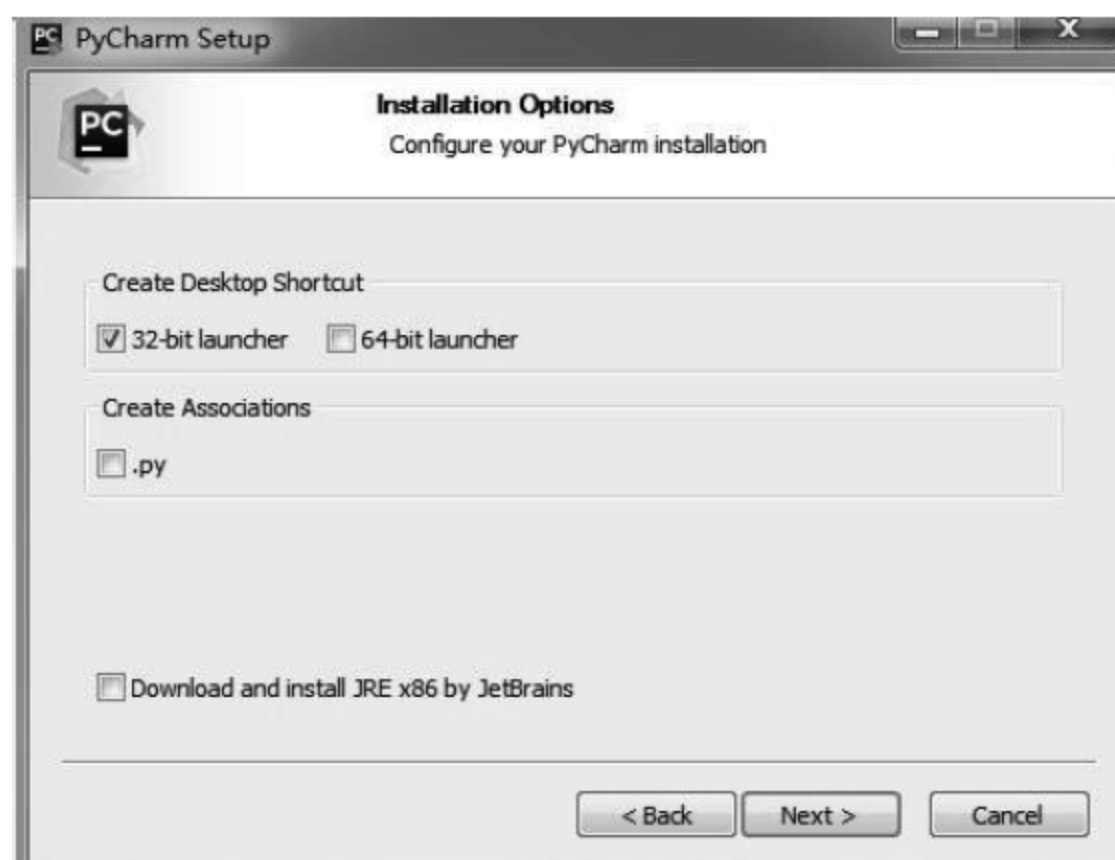 PC PyCharm Setup
PC
Installation Options
Configure your PyCharm installation
Create Desktop Shortcut
32-bit launcher 64-bit launcher
Create Associations
.py
Download and install JRE x86 by JetBrains
< Back Next > Cancel